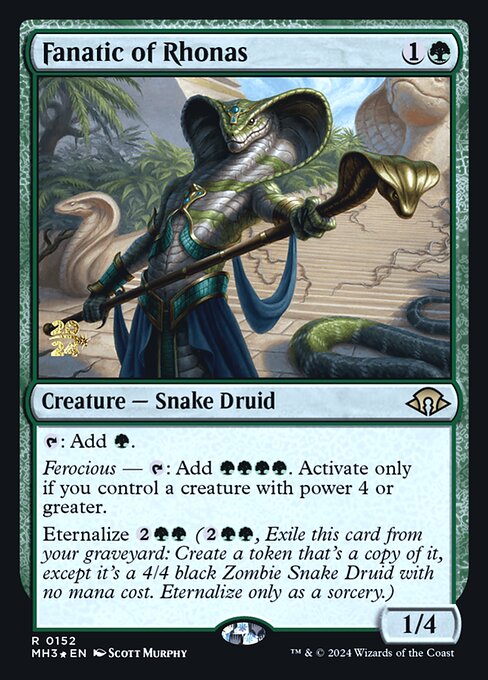 Fanatic of Rhonas 1
2024
Creature — Snake Druid
: Add .
Ferocious — : Add . Activate only
if you control a creature with power 4 or
greater.
Eternalize 2 (2, Exile this card from
your graveyard: Create a token that's a copy of it,
except it's a 4/4 black Zombie Snake Druid with
no mana cost. Eternalize only as a sorcery.)
1/4
R 0152
MH3★EN Scott Murphy
™ & © 2024 Wizards of the Coast